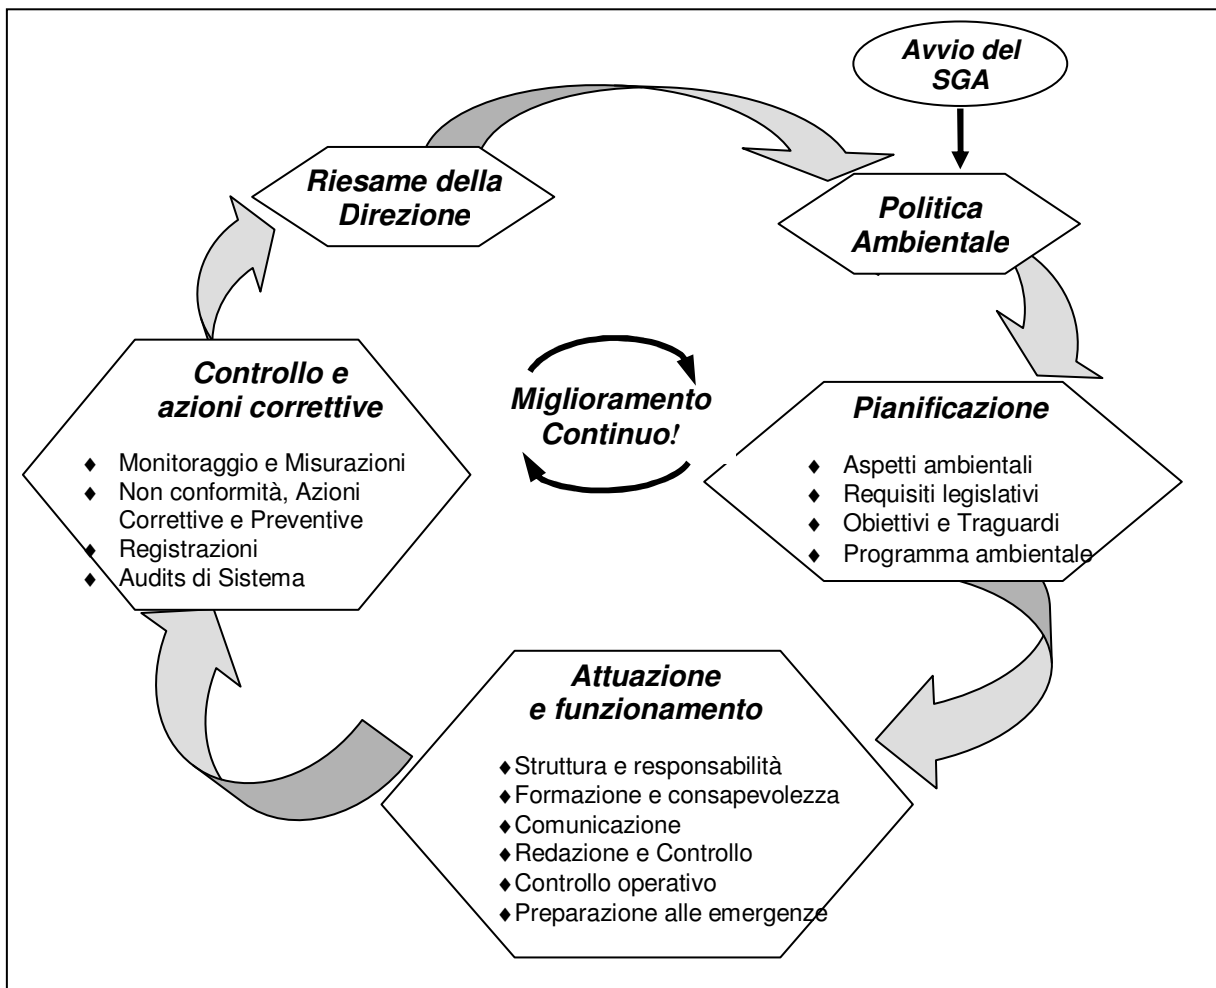 Avvio del
SGA
Politica
Ambientale
Pianificazione
♦ Aspetti ambientali
♦ Requisiti legislativi
♦ Obiettivi e Traguardi
♦ Programma ambientale
Attuazione
e funzionamento
♦ Struttura e responsabilità
♦ Formazione e consapevolezza
♦ Comunicazione
♦ Redazione e Controllo
♦ Controllo operativo
♦ Preparazione alle emergenze
Controllo e
azioni correttive
♦ Monitoraggio e Misurazioni
♦ Non conformità, Azioni
Correttive e Preventive
♦ Registrazioni
♦ Audits di Sistema
Riesame della
Direzione
Miglioramento
Continuo!